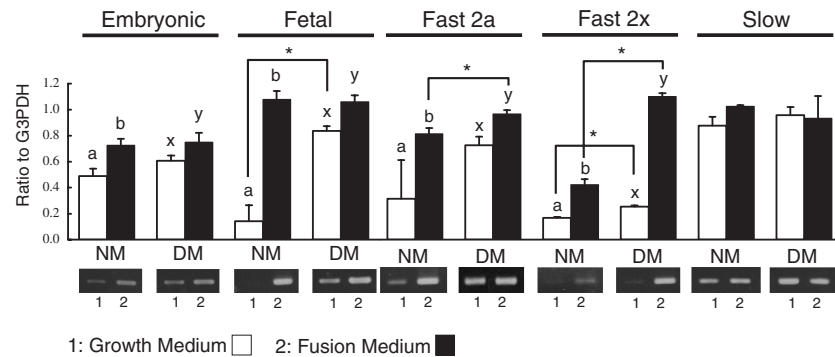 Embryonic Fetal Fast 2a Fast 2x Slow
* * * *
Ratio to G3PDH
1.2
1.0
0.8
0.6
0.4
0.2
0.0
a b x y
a b x y
a b x y
a b x y
NM DM NM DM NM DM NM DM NM DM
1 2 1 2 1 2 1 2 1 2 1 2 1 2 1 2 1 2 1 2
1: Growth Medium 2: Fusion Medium